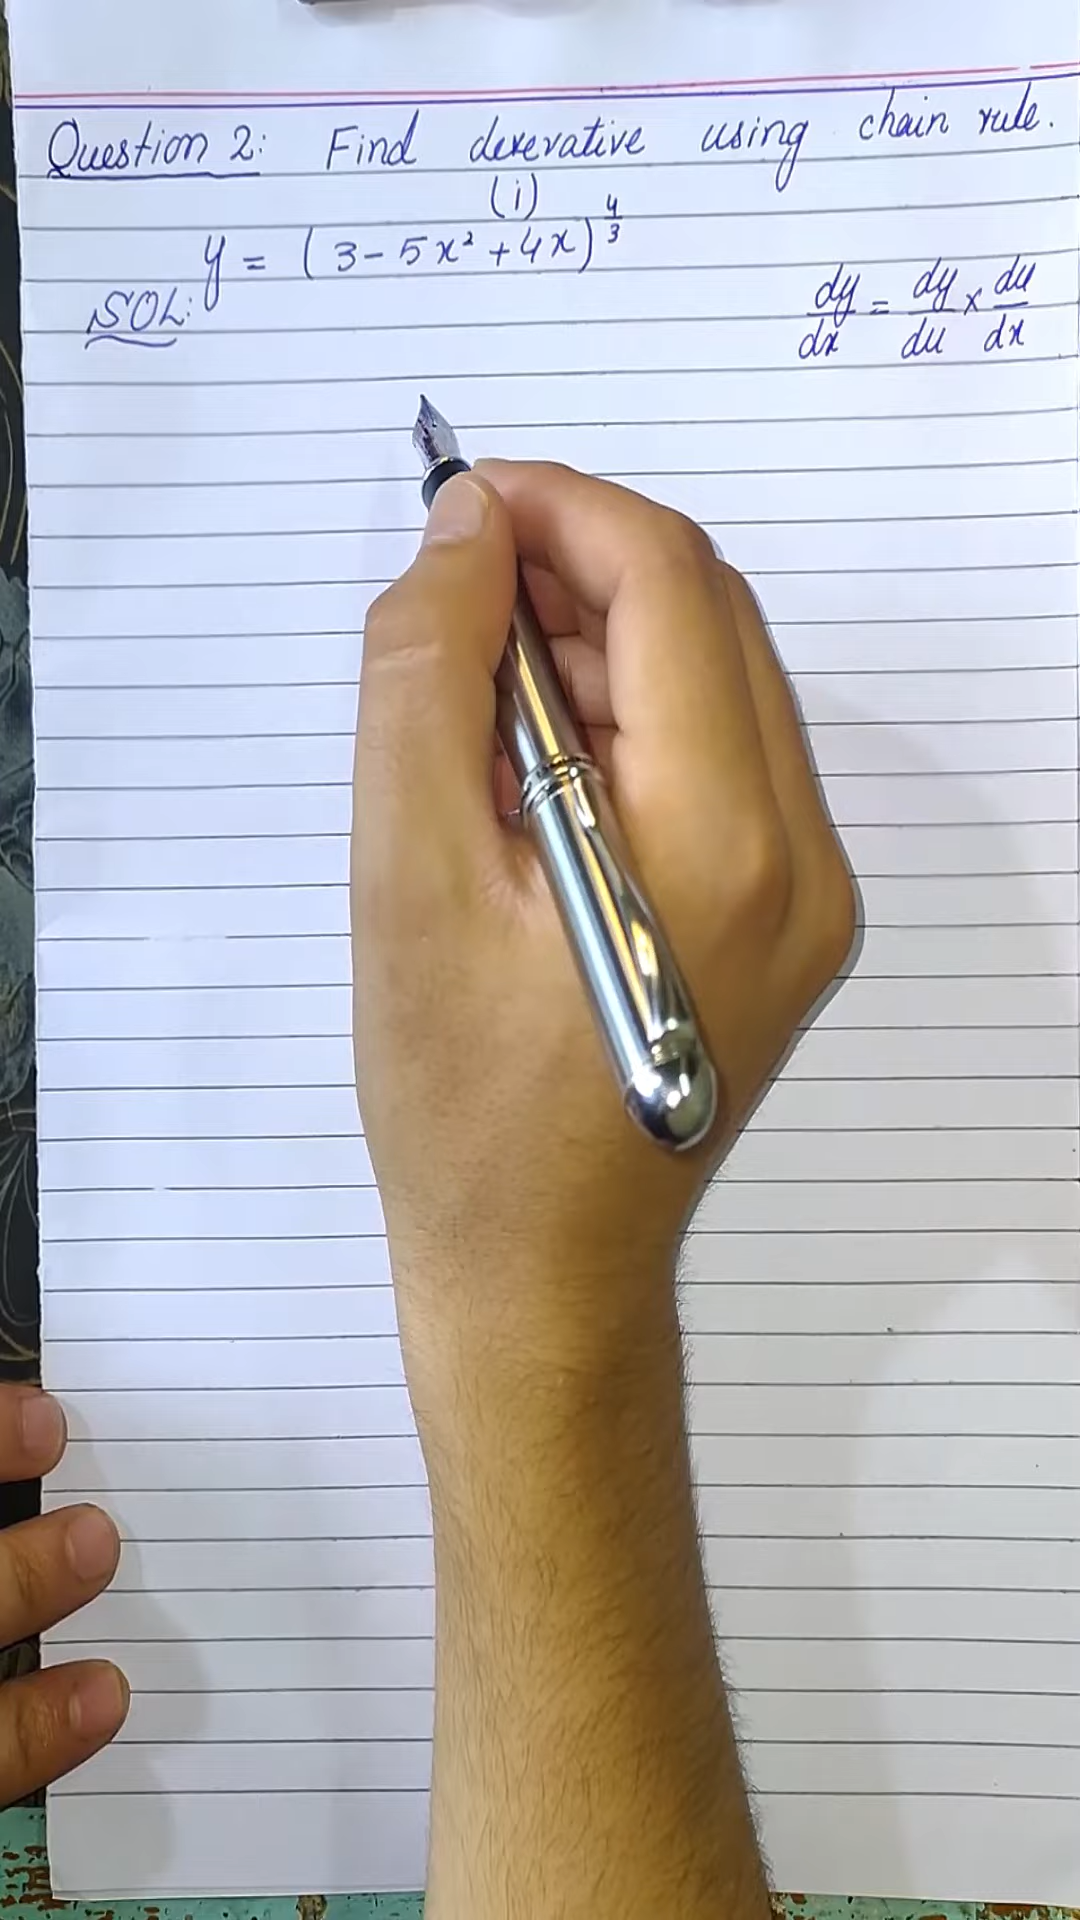 Question 2: Find derevative using chain rule.
(i)
y = (3 - 5x² + 4x)^4/3
SOL:
dy/dx = dy/du × du/dx